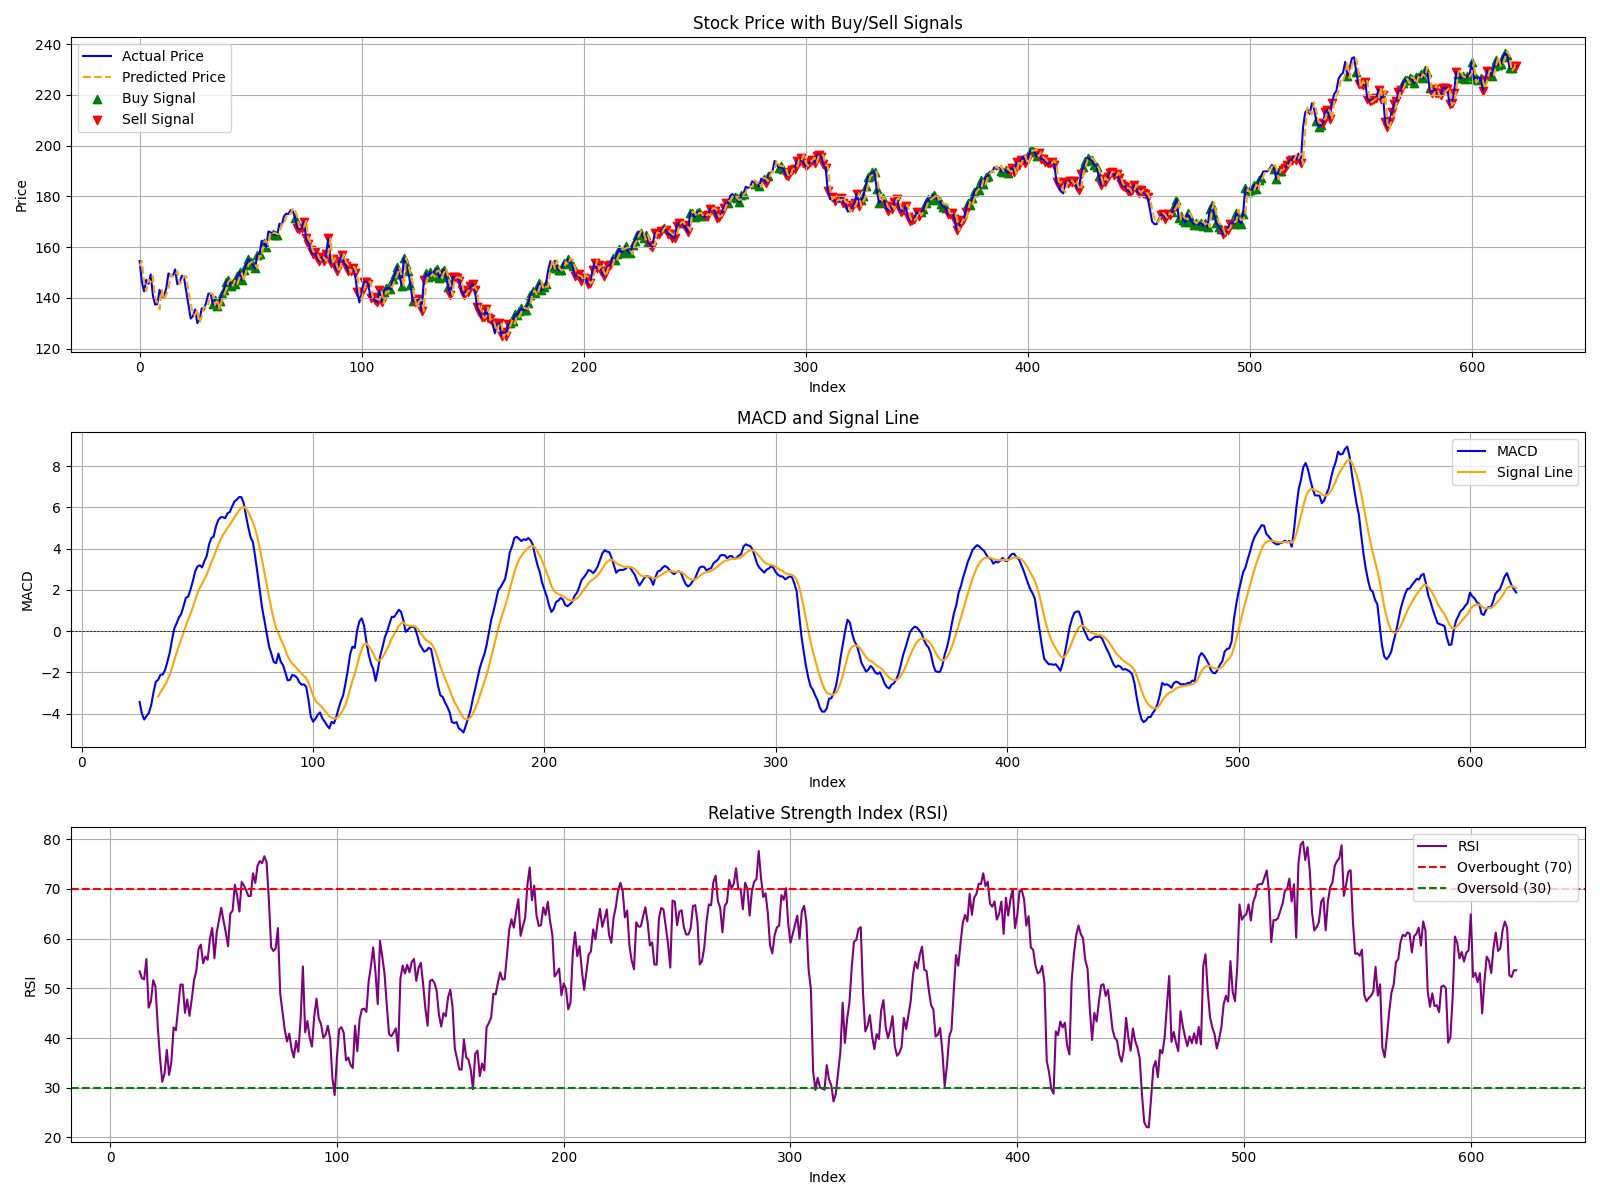 Stock Price with Buy/Sell Signals
240
220
200
180
160
140
120
Price
Actual Price
Predicted Price
Buy Signal
Sell Signal
0 100 200 300 400 500 600
Index
MACD and Signal Line
8
6
4
2
0
−2
−4
MACD
MACD
Signal Line
0 100 200 300 400 500 600
Index
Relative Strength Index (RSI)
80
70
60
50
40
30
20
RSI
RSI
Overbought (70)
Oversold (30)
0 100 200 300 400 500 600
Index